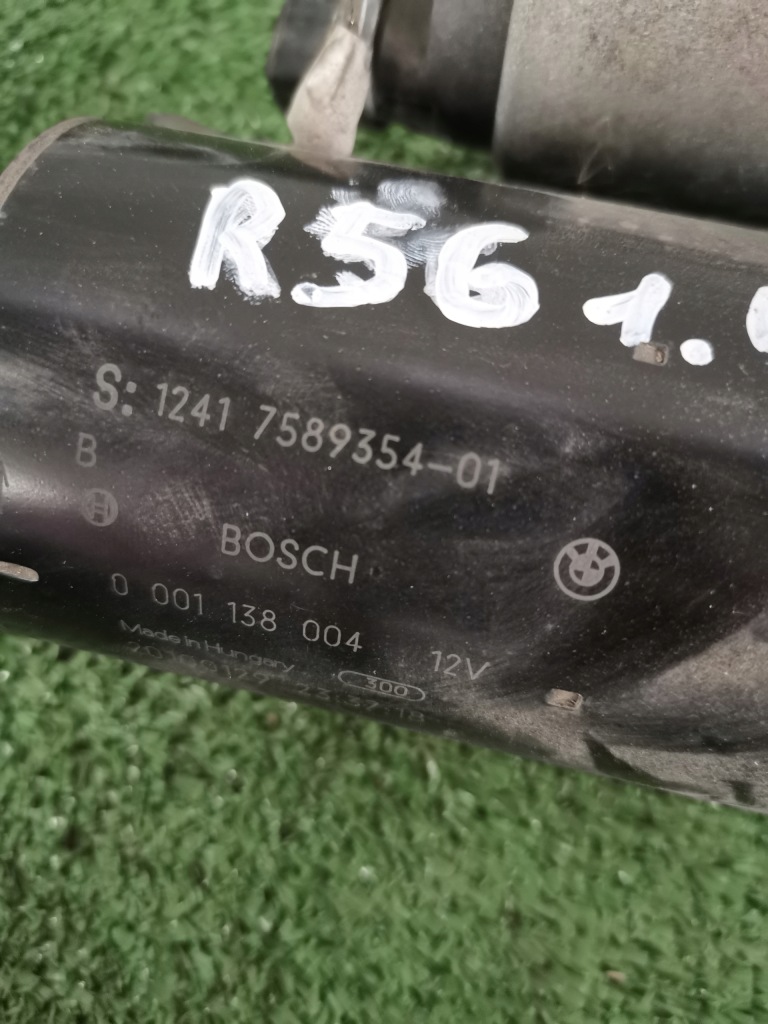 R56 1.
S: 1241 7589354-01
B
BOSCH
0 001 138 004 12V
Made in Hungary
300